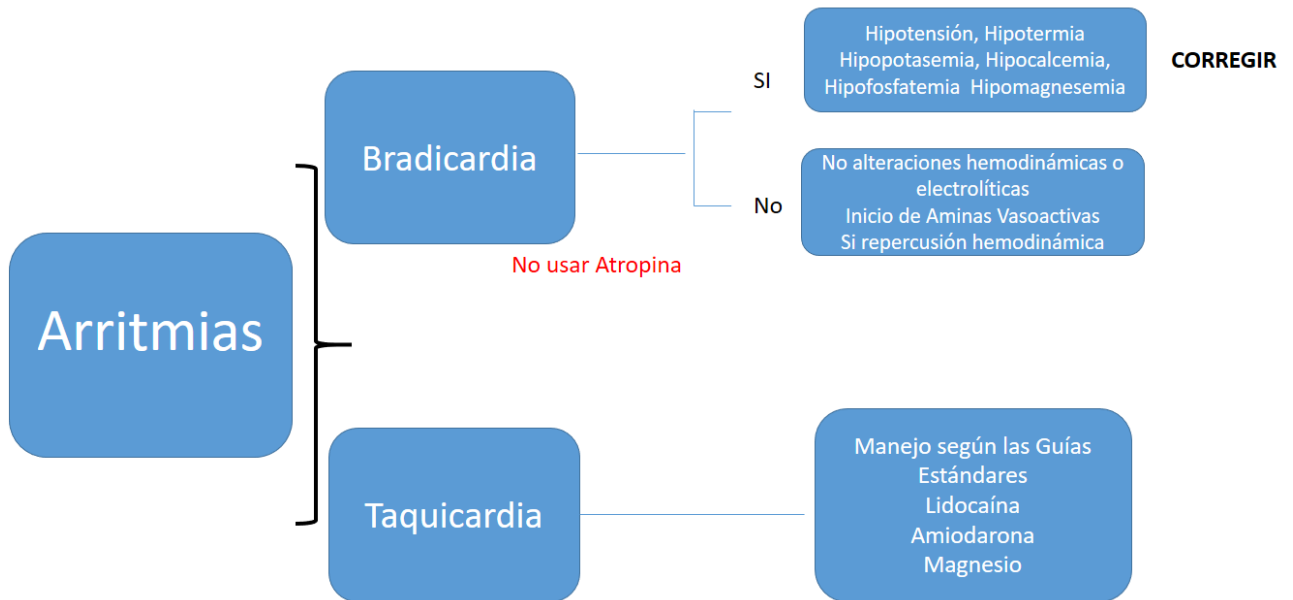 Arritmias
Bradicardia
No usar Atropina
SI
Hipotensión, Hipotermia
Hipopotasemia, Hipocalcemia,
Hipofosfatemia Hipomagnesemia
CORREGIR
No
No alteraciones hemodinámicas o
electrolíticas
Inicio de Aminas Vasoactivas
Si repercusión hemodinámica
Taquicardia
Manejo según las Guías
Estándares
Lidocaína
Amiodarona
Magnesio